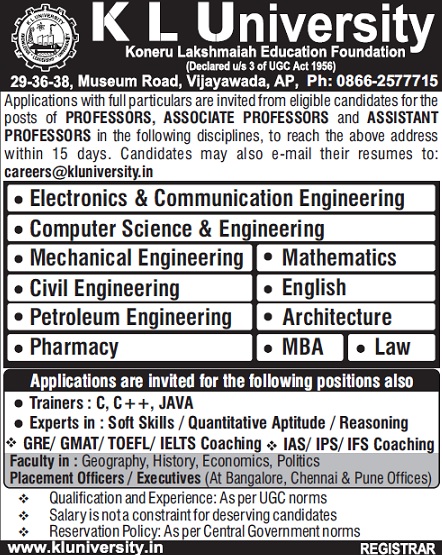 K L University
Koneru Lakshmaiah Education Foundation
(Declared u/s 3 of UGC Act 1956)
29-36-38, Museum Road, Vijayawada, AP, Ph: 0866-2577715
Applications with full particulars are invited from eligible candidates for the
posts of PROFESSORS, ASSOCIATE PROFESSORS and ASSISTANT
PROFESSORS in the following disciplines, to reach the above address
within 15 days. Candidates may also e-mail their resumes to:
careers@kluniversity.in
• Electronics & Communication Engineering
• Computer Science & Engineering
• Mechanical Engineering • Mathematics
• Civil Engineering • English
• Petroleum Engineering • Architecture
• Pharmacy • MBA • Law
Applications are invited for the following positions also
• Trainers : C, C++, JAVA
• Experts in : Soft Skills / Quantitative Aptitude / Reasoning
❖ GRE/ GMAT/ TOEFL/ IELTS Coaching ❖ IAS/ IPS/ IFS Coaching
Faculty in : Geography, History, Economics, Politics
Placement Officers / Executives (At Bangalore, Chennai & Pune Offices)
❖ Qualification and Experience: As per UGC norms
❖ Salary is not a constraint for deserving candidates
❖ Reservation Policy: As per Central Government norms
www.kluniversity.in REGISTRAR